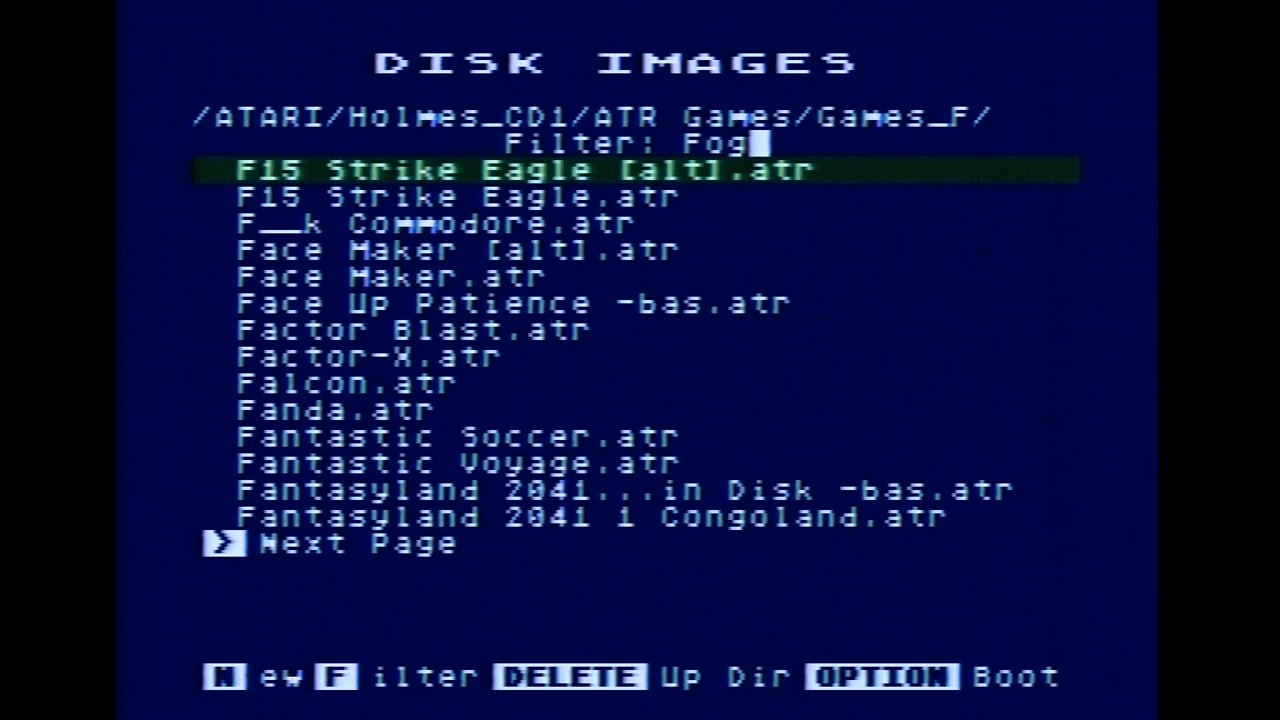 DISK IMAGES
/ATARI/Holmes_CD1/ATR Games/Games_F/
Filter: Fog
F15 Strike Eagle [alt].atr
F15 Strike Eagle.atr
F__k Commodore.atr
Face Maker [alt].atr
Face Maker.atr
Face Up Patience -bas.atr
Factor Blast.atr
Factor-X.atr
Falcon.atr
Fanda.atr
Fantastic Soccer.atr
Fantastic Voyage.atr
Fantasyland 2041...in Disk -bas.atr
Fantasyland 2041 i Congoland.atr
> Next Page
New Filter DELETE Up Dir OPTION Boot